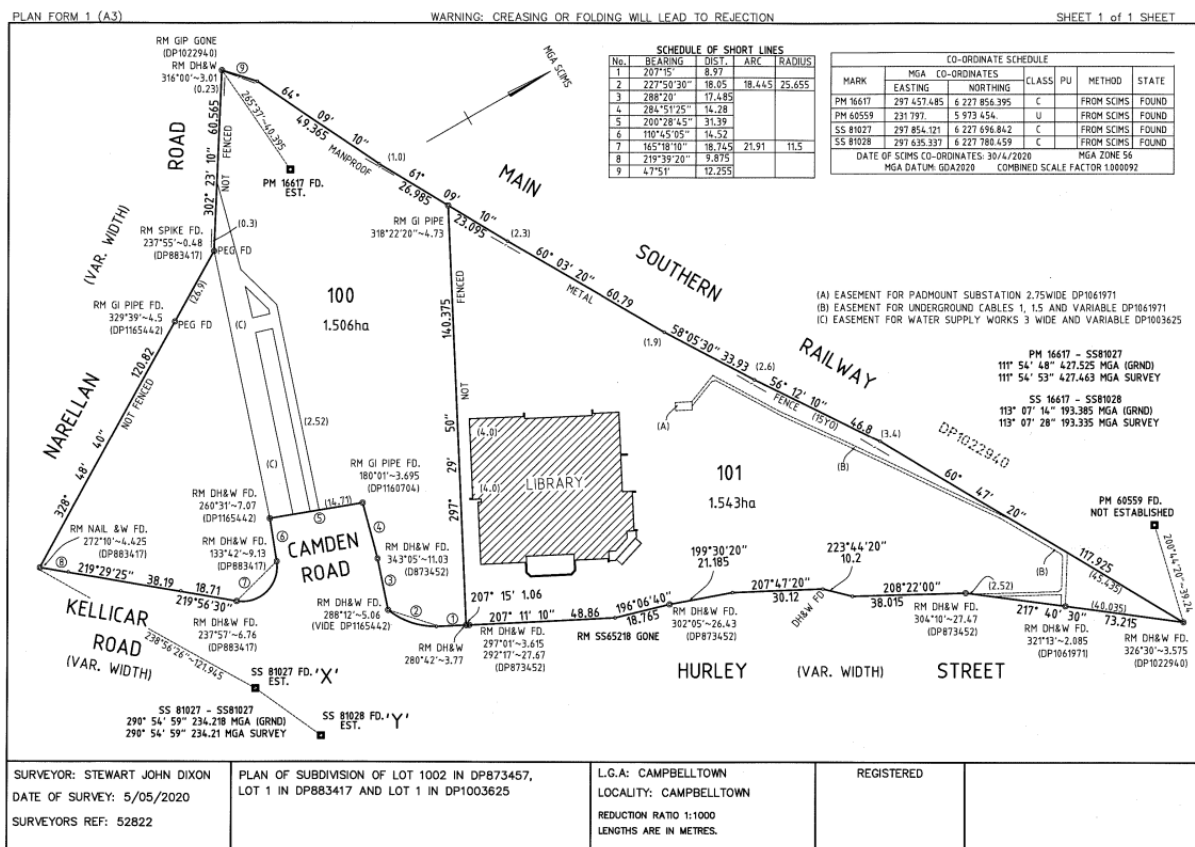 PLAN FORM 1 (A3)
WARNING: CREASING OR FOLDING WILL LEAD TO REJECTION
SHEET 1 of 1 SHEET
RM GIP GONE
(DP1022940)
RM DH&W
316°00'~3.01
(0.23)
9
MGA SCIMS
SCHEDULE OF SHORT LINES
No. BEARING DIST. ARC RADIUS
1 207°15' 8.97
2 227°50'30" 18.05 18.445 25.655
3 288°20' 17.485
4 284°51'25" 14.28
5 200°28'45" 31.39
6 110°45'05" 14.52
7 165°18'10" 18.745 21.91 11.5
8 219°39'20" 9.875
9 47°51' 12.255
CO-ORDINATE SCHEDULE
MARK MGA CO-ORDINATES CLASS PU METHOD STATE
EASTING NORTHING
PM 16617 297 457.485 6 227 856.395 C FROM SCIMS FOUND
PM 60559 231 797. 5 973 454. U FROM SCIMS FOUND
SS 81027 297 854.121 6 227 696.842 C FROM SCIMS FOUND
SS 81028 297 635.337 6 227 780.459 C FROM SCIMS FOUND
DATE OF SCIMS CO-ORDINATES: 30/4/2020 MGA ZONE 56
MGA DATUM: GDA2020 COMBINED SCALE FACTOR 1.000092
ROAD
302° 23' 10" 60.565
NOT FENCED
265°37'~40.395
64° 09' 10"
49.365
MANPROOF
(1.0)
PM 16617 FD.
EST.
61° 09' 10"
26.985
23.095
(2.3)
MAIN
SOUTHERN
RAILWAY
RM GI PIPE
318°22'20"~4.73
60° 03' 20" 60.79
METAL
(1.9)
58°05'30" 33.93
(2.6)
56° 12' 10" 46.8
FENCE (15YO)
(3.4)
DP1022940
60° 47' 20"
117.925
(45.435)
RM SPIKE FD.
237°55'~0.48
(DP883417)
(0.3)
PEG FD
(VAR. WIDTH)
(26.9)
RM GI PIPE FD.
329°39'~4.5
(DP1165442)
PEG FD
100
1.506ha
(C)
(2.52)
(C)
FENCED
140.375
NOT
297° 29' 50"
(A) EASEMENT FOR PADMOUNT SUBSTATION 2.75WIDE DP1061971
(B) EASEMENT FOR UNDERGROUND CABLES 1, 1.5 AND VARIABLE DP1061971
(C) EASEMENT FOR WATER SUPPLY WORKS 3 WIDE AND VARIABLE DP1003625
PM 16617 - SS81027
111° 54' 48" 427.525 MGA (GRND)
111° 54' 53" 427.463 MGA SURVEY
SS 16617 - SS81028
113° 07' 14" 193.385 MGA (GRND)
113° 07' 28" 193.335 MGA SURVEY
NARELLAN
328° 48' 40" 120.82
NOT FENCED
(A)
(B)
(B)
101
1.543ha
(4.0)
(4.0)
LIBRARY
PM 60559 FD.
NOT ESTABLISHED
200°44'20"~39.24
RM GI PIPE FD.
180°01'~3.695
(DP1160704)
(14.71)
5
RM DH&W FD.
260°31'~7.07
(DP1165442)
4
6
CAMDEN
ROAD
RM DH&W FD.
133°42'~9.13
(DP883417)
RM DH&W FD.
343°05'~11.03
(D873452)
3
RM NAIL &W FD.
272°10'~4.425
(DP883417)
8
219°29'25" 38.19
18.71
219°56'30"
7
RM DH&W FD.
288°12'~5.06
(VIDE DP1165442)
2
1
207° 15' 1.06
207° 11' 10" 48.86
196°06'40"
18.765
199°30'20"
21.185
207°47'20"
30.12
223°44'20"
10.2
DH&W FD
38.015
208°22'00"
(2.52)
217° 40' 30"
(40.035)
73.215
KELLICAR
ROAD
(VAR. WIDTH)
238°56'26"~121.945
RM DH&W FD.
237°57'~6.76
(DP883417)
RM DH&W
280°42'~3.77
RM DH&W FD.
297°01'~3.615
292°17'~27.67
(DP873452)
RM SS65218 GONE
RM DH&W FD.
302°05'~26.43
(DP873452)
RM DH&W FD.
304°10'~27.47
(DP873452)
RM DH&W FD.
321°13'~2.085
(DP1061971)
RM DH&W FD.
326°30'~3.575
(DP1022940)
HURLEY
(VAR. WIDTH)
STREET
SS 81027 FD. 'X'
EST.
SS 81027 - SS81027
290° 54' 59" 234.218 MGA (GRND)
290° 54' 59" 234.21 MGA SURVEY
SS 81028 FD. 'Y'
EST.
SURVEYOR: STEWART JOHN DIXON
DATE OF SURVEY: 5/05/2020
SURVEYORS REF: 52822
PLAN OF SUBDIVISION OF LOT 1002 IN DP873457,
LOT 1 IN DP883417 AND LOT 1 IN DP1003625
L.G.A: CAMPBELLTOWN
LOCALITY: CAMPBELLTOWN
REDUCTION RATIO 1:1000
LENGTHS ARE IN METRES.
REGISTERED